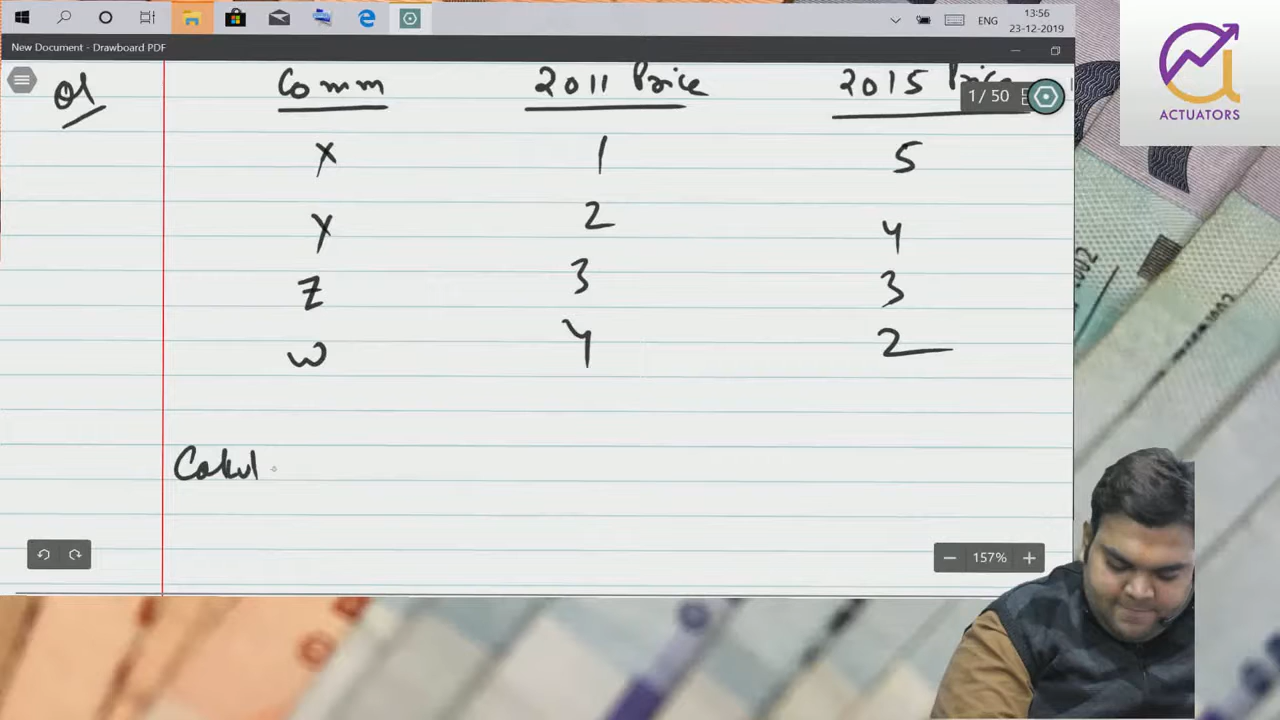 13:56
ENG
23-12-2019
New Document - Drawboard PDF
Q1 Comm 2011 Price 2015 Price
1 / 50
X 1 5
Y 2 4
Z 3 3
W 4 2
Calcul
157%
ACTUATORS